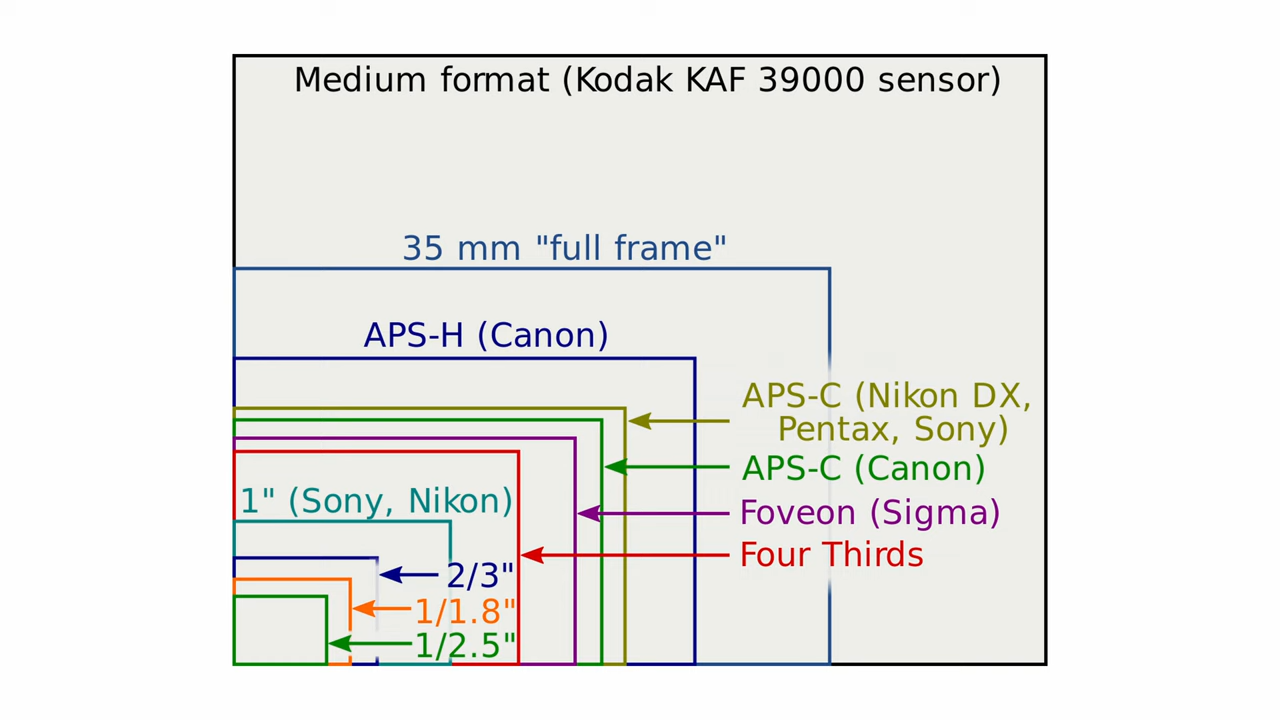 Medium format (Kodak KAF 39000 sensor)
35 mm "full frame"
APS-H (Canon)
APS-C (Nikon DX,
Pentax, Sony)
APS-C (Canon)
1" (Sony, Nikon)
Foveon (Sigma)
Four Thirds
2/3"
1/1.8"
1/2.5"